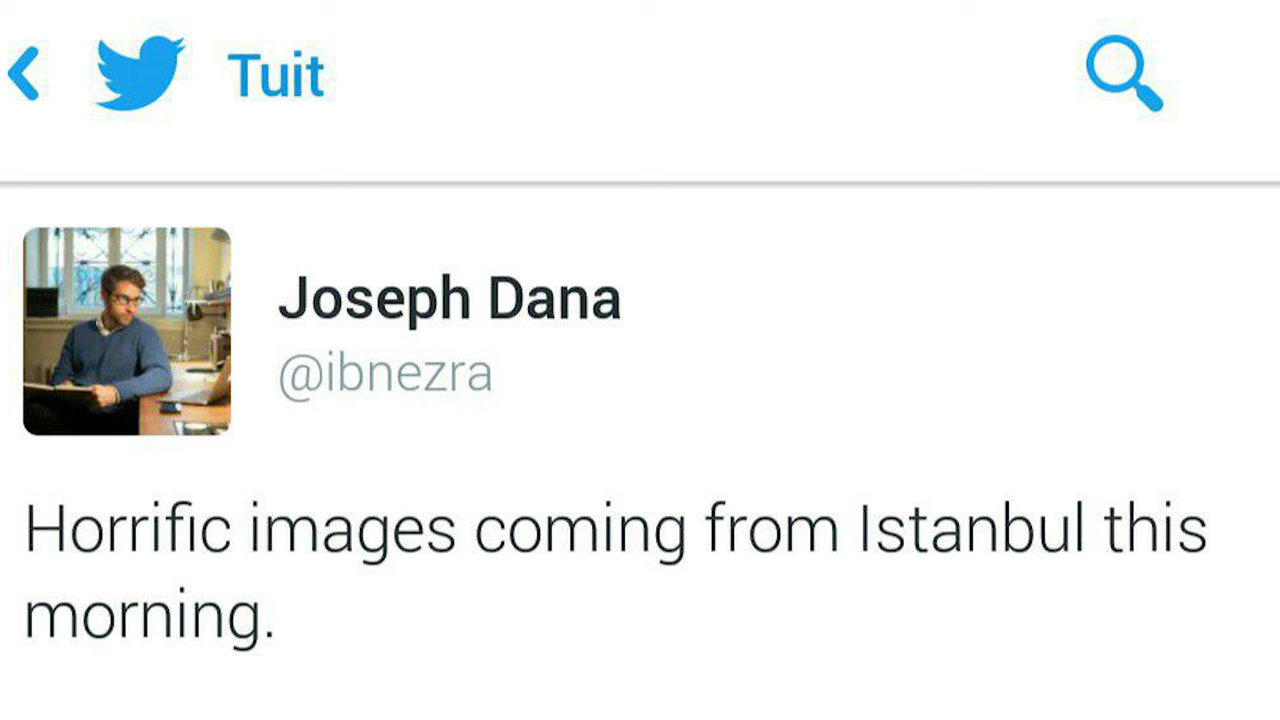 Tuit
Joseph Dana
@ibnezra
Horrific images coming from Istanbul this
morning.